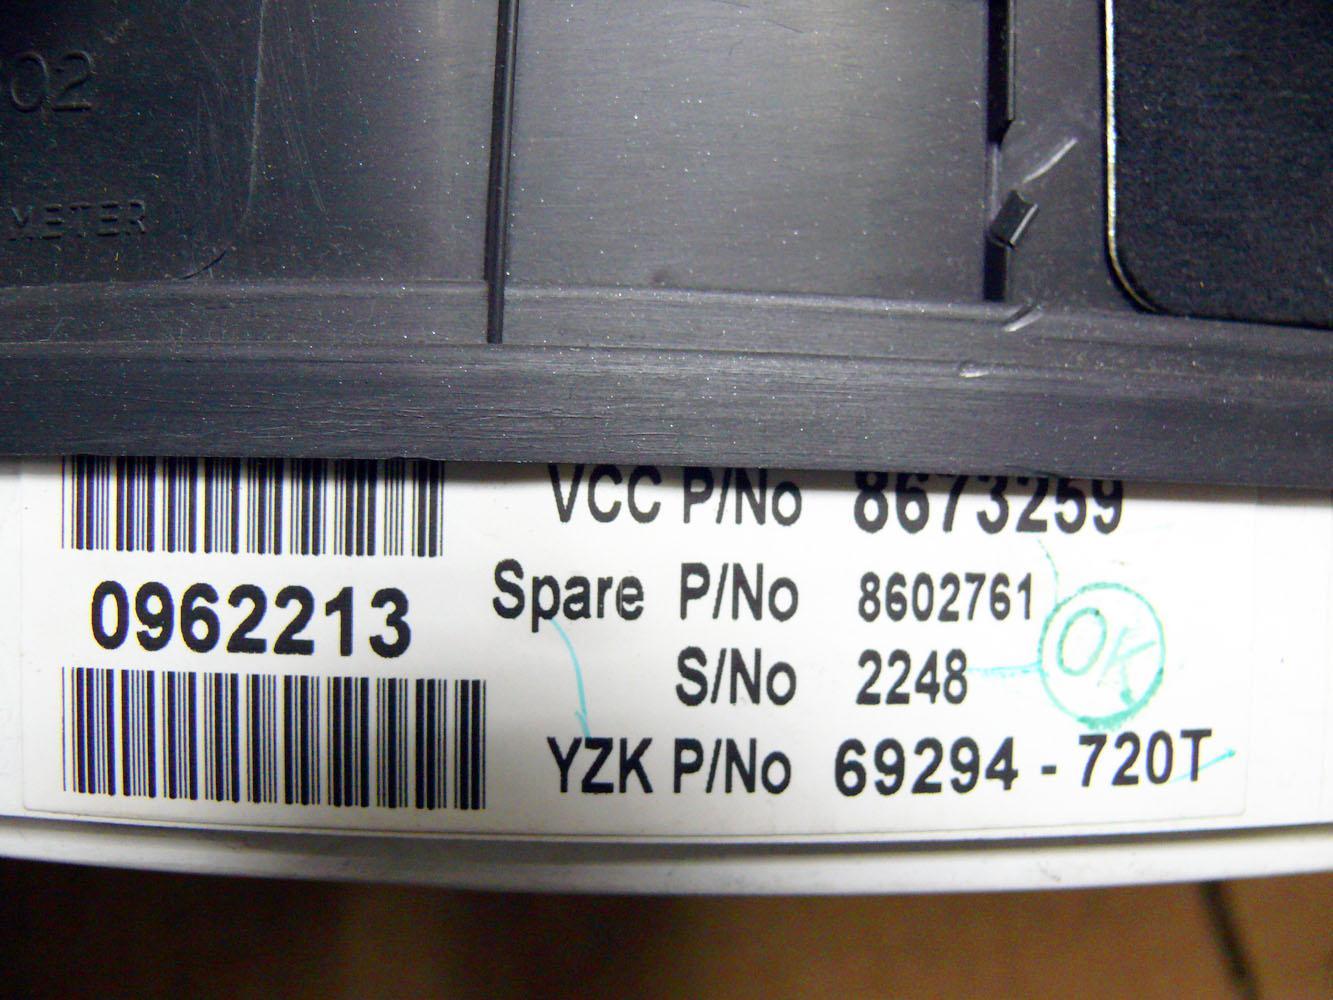 02
METER
VCC P/No 8673259
0962213
Spare P/No 8602761
S/No 2248
OK
YZK P/No 69294 - 720T